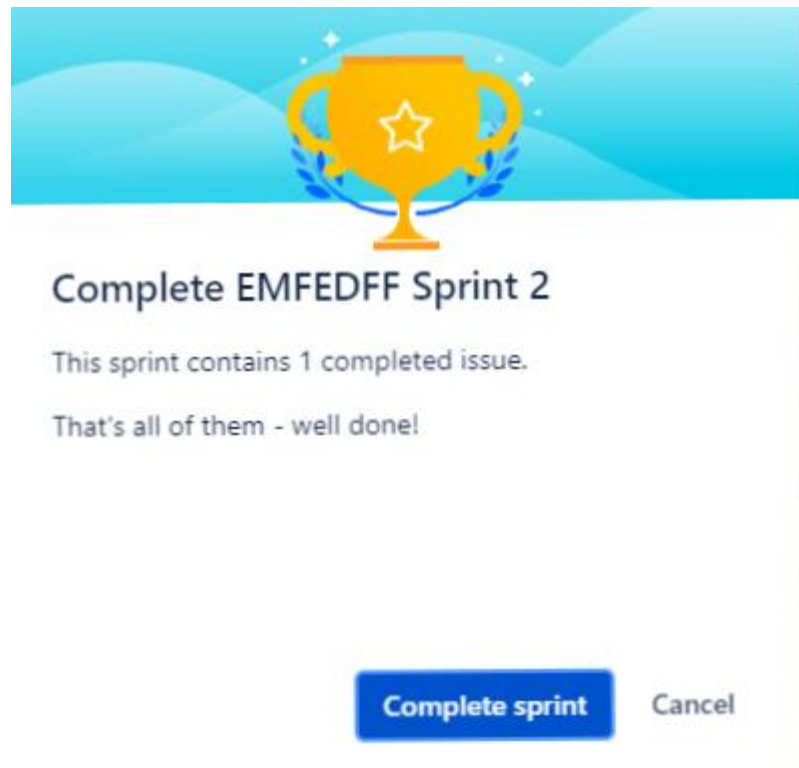 Complete EMFEDFF Sprint 2
This sprint contains 1 completed issue.
That's all of them - well done!
Complete sprint Cancel